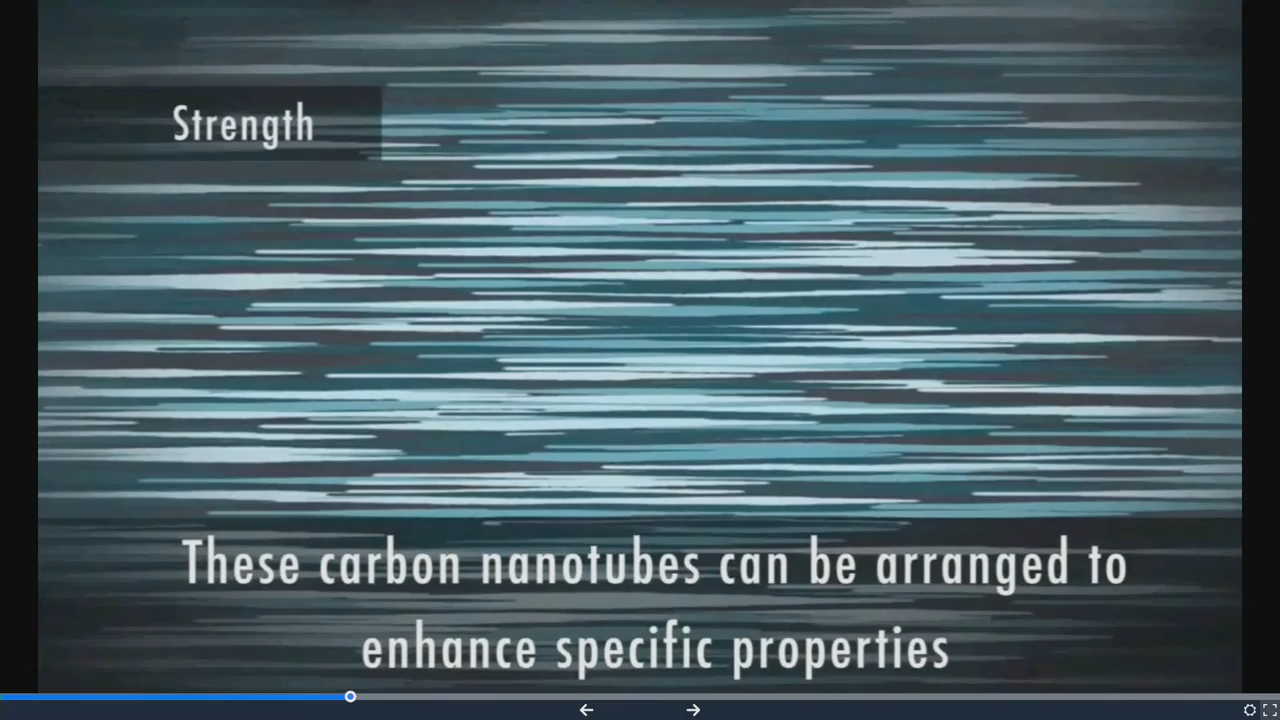 Strength
These carbon nanotubes can be arranged to
enhance specific properties